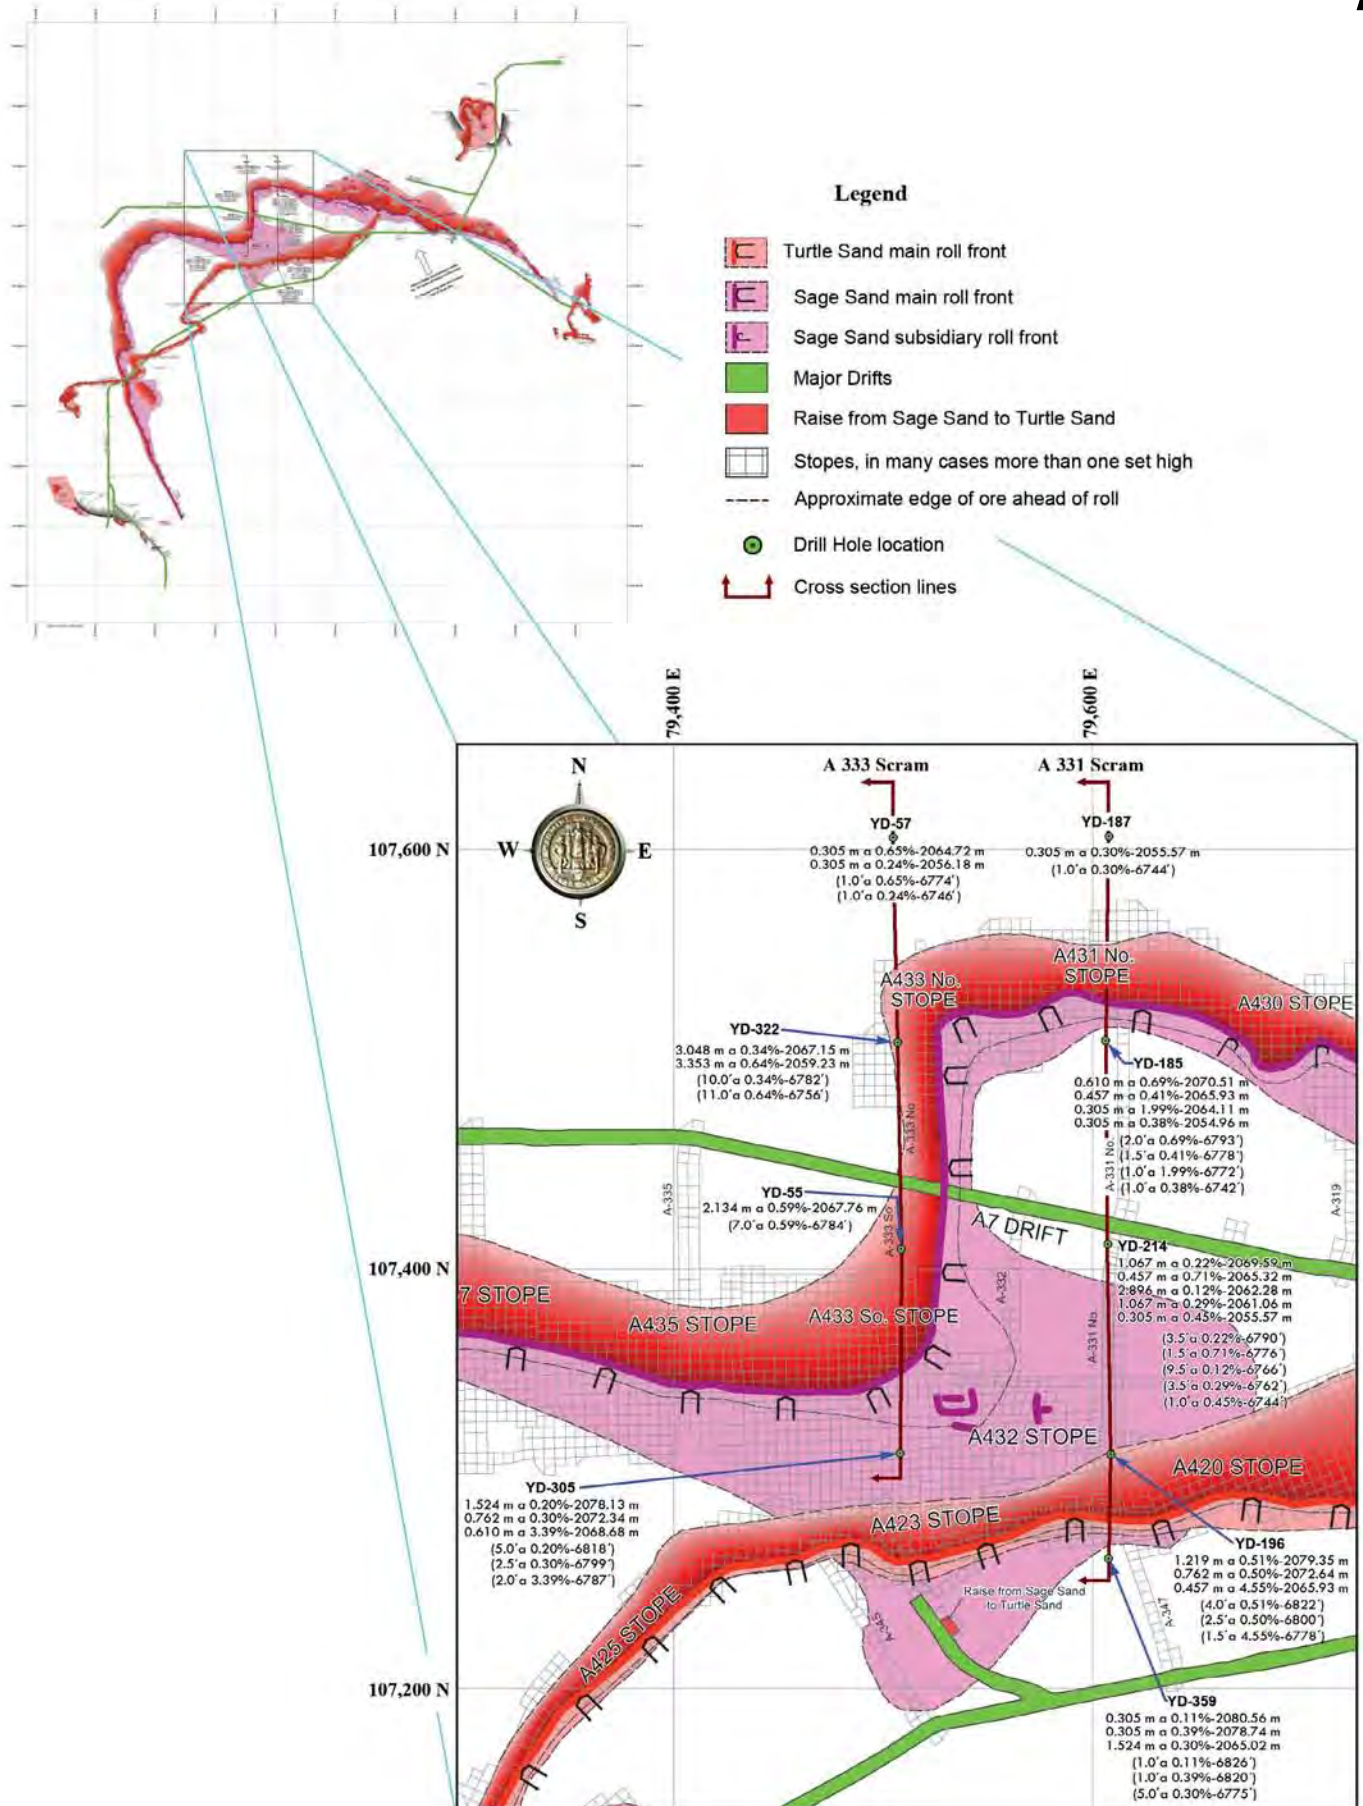 Legend
Turtle Sand main roll front
Sage Sand main roll front
Sage Sand subsidiary roll front
Major Drifts
Raise from Sage Sand to Turtle Sand
Stopes, in many cases more than one set high
Approximate edge of ore ahead of roll
Drill Hole location
Cross section lines
79,400 E
79,600 E
A 333 Scram
A 331 Scram
N
W
E
S
107,600 N
YD-57
0.305 m a 0.65%-2064.72 m
0.305 m a 0.24%-2056.18 m
(1.0'a 0.65%-6774')
(1.0'a 0.24%-6746')
YD-187
0.305 m a 0.30%-2055.57 m
(1.0'a 0.30%-6744')
A433 No.
STOPE
A431 No.
STOPE
A430 STOPE
YD-322
3.048 m a 0.34%-2067.15 m
3.353 m a 0.64%-2059.23 m
(10.0'a 0.34%-6782')
(11.0'a 0.64%-6756')
YD-185
0.610 m a 0.69%-2070.51 m
0.457 m a 0.41%-2065.93 m
0.305 m a 1.99%-2064.11 m
0.305 m a 0.38%-2054.96 m
(2.0'a 0.69%-6793')
(1.5'a 0.41%-6778')
(1.0'a 1.99%-6772')
(1.0'a 0.38%-6742')
A-333 No
A-331 No.
A-335
A-319
YD-55
2.134 m a 0.59%-2067.76 m
(7.0'a 0.59%-6784')
A-333 So.
A7 DRIFT
107,400 N
YD-214
1.067 m a 0.22%-2069.59 m
0.457 m a 0.71%-2065.32 m
2.896 m a 0.12%-2062.28 m
1.067 m a 0.29%-2061.06 m
0.305 m a 0.45%-2055.57 m
(3.5'a 0.22%-6790')
(1.5'a 0.71%-6776')
(9.5'a 0.12%-6766')
(3.5'a 0.29%-6762')
(1.0'a 0.45%-6744')
A-332
A-331 No.
7 STOPE
A435 STOPE
A433 So. STOPE
A432 STOPE
A420 STOPE
A423 STOPE
YD-305
1.524 m a 0.20%-2078.13 m
0.762 m a 0.30%-2072.34 m
0.610 m a 3.39%-2068.68 m
(5.0'a 0.20%-6818')
(2.5'a 0.30%-6799')
(2.0'a 3.39%-6787')
YD-196
1.219 m a 0.51%-2079.35 m
0.762 m a 0.50%-2072.64 m
0.457 m a 4.55%-2065.93 m
(4.0'a 0.51%-6822')
(2.5'a 0.50%-6800')
(1.5'a 4.55%-6778')
Raise from Sage Sand
to Turtle Sand
A-345
A-347
A425 STOPE
107,200 N
YD-359
0.305 m a 0.11%-2080.56 m
0.305 m a 0.39%-2078.74 m
1.524 m a 0.30%-2065.02 m
(1.0'a 0.11%-6826')
(1.0'a 0.39%-6820')
(5.0'a 0.30%-6775')